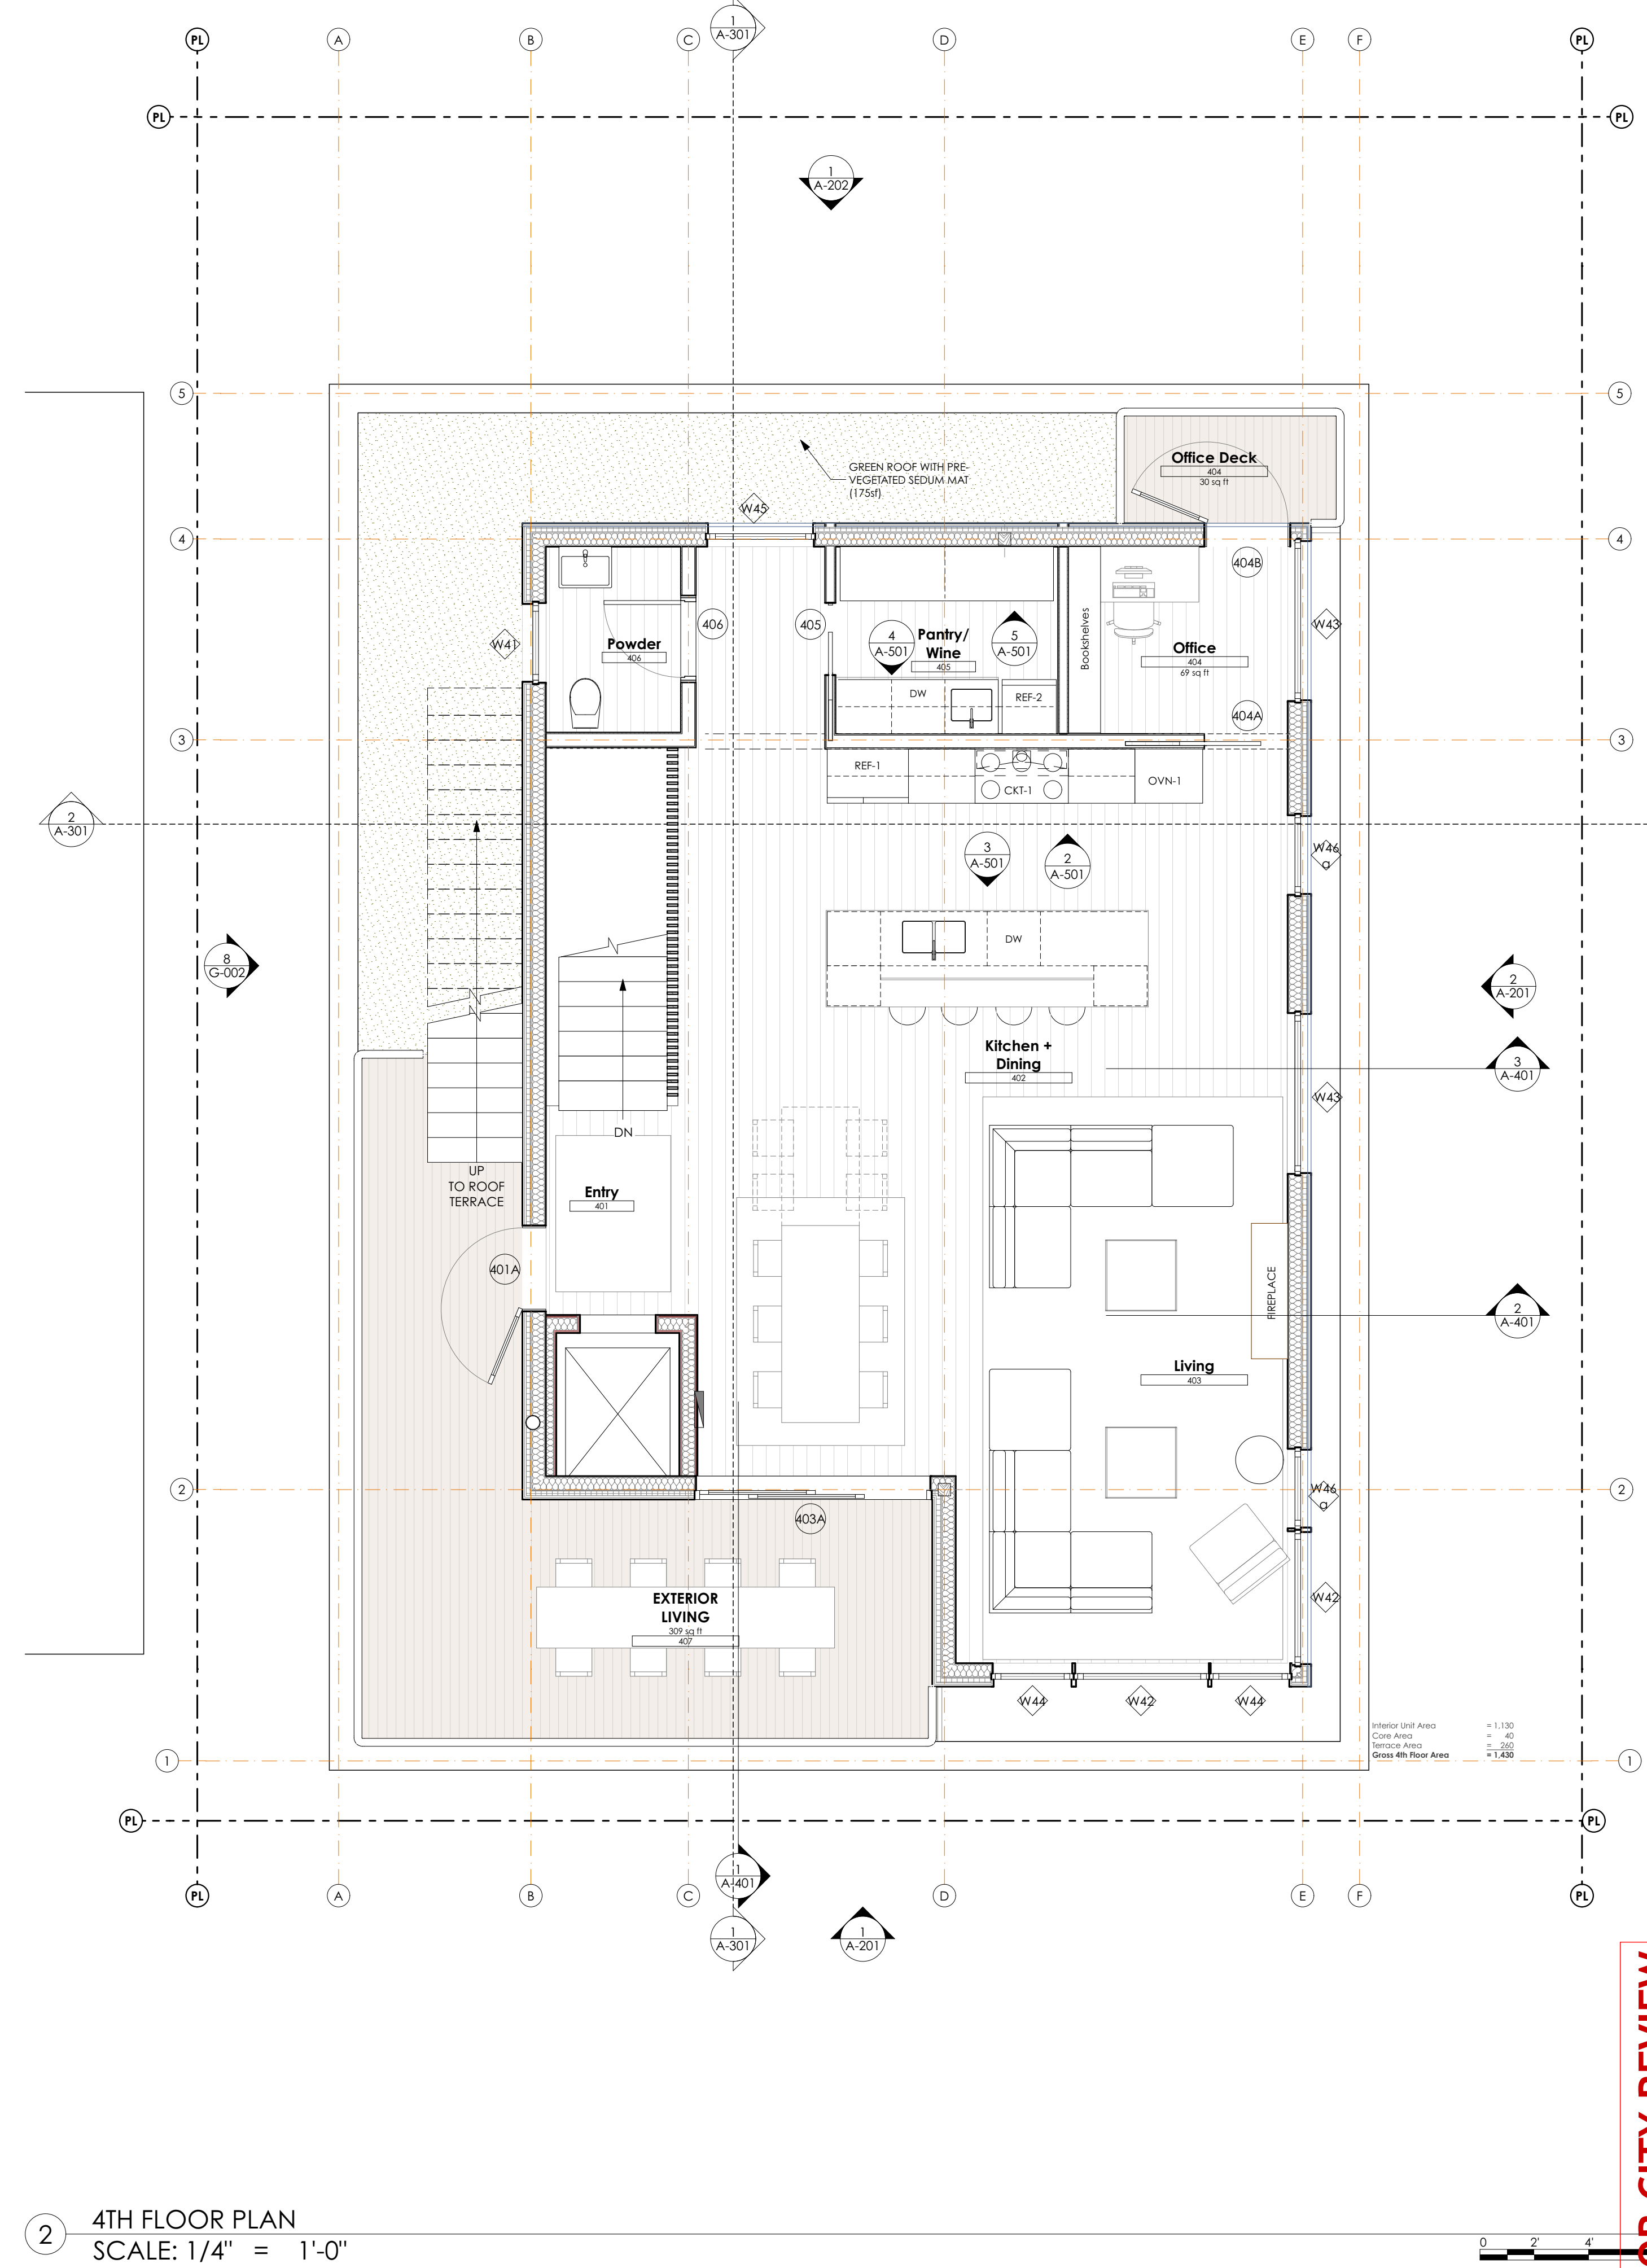 1
A-301
PL
A
B
C
D
E
F
PL
PL
PL
1
A-202
5
5
GREEN ROOF WITH PRE-
VEGETATED SEDUM MAT
(175sf)
Office Deck
404
30 sq ft
W45
4
4
404B
W41
Powder
406
406
405
4
A-501
Pantry/
Wine
405
5
A-501
Bookshelves
Office
404
69 sq ft
W43
DW
REF-2
404A
3
3
REF-1
CKT-1
OVN-1
2
A-301
3
A-501
2
A-501
W46
a
8
G-002
DW
2
A-201
Kitchen +
Dining
402
3
A-401
W43
DN
UP
TO ROOF
TERRACE
Entry
401
401A
FIREPLACE
2
A-401
Living
403
2
W46
a
2
403A
EXTERIOR
LIVING
309 sq ft
407
W42
W44
W42
W44
Interior Unit Area = 1,130
Core Area = 40
Terrace Area = 260
Gross 4th Floor Area = 1,430
1
1
PL
PL
1
A-401
PL
A
B
C
D
E
F
PL
1
A-301
1
A-201
OR CITY REVIEW
2
4TH FLOOR PLAN
SCALE: 1/4" = 1'-0"
0 2' 4'